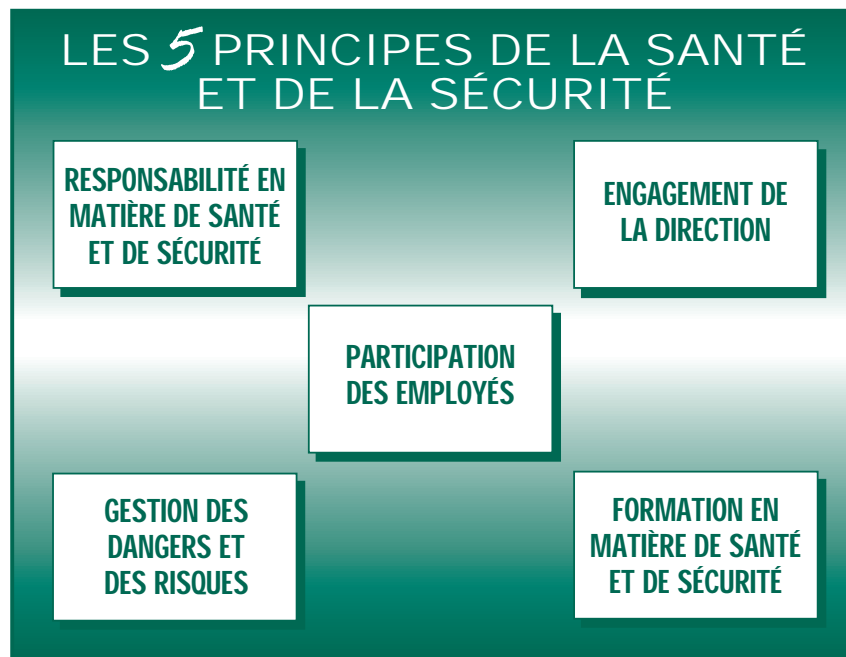 LES 5 PRINCIPES DE LA SANTÉ
ET DE LA SÉCURITÉ
RESPONSABILITÉ EN
MATIÈRE DE SANTÉ
ET DE SÉCURITÉ
ENGAGEMENT DE
LA DIRECTION
PARTICIPATION
DES EMPLOYÉS
GESTION DES
DANGERS ET
DES RISQUES
FORMATION EN
MATIÈRE DE SANTÉ
ET DE SÉCURITÉ